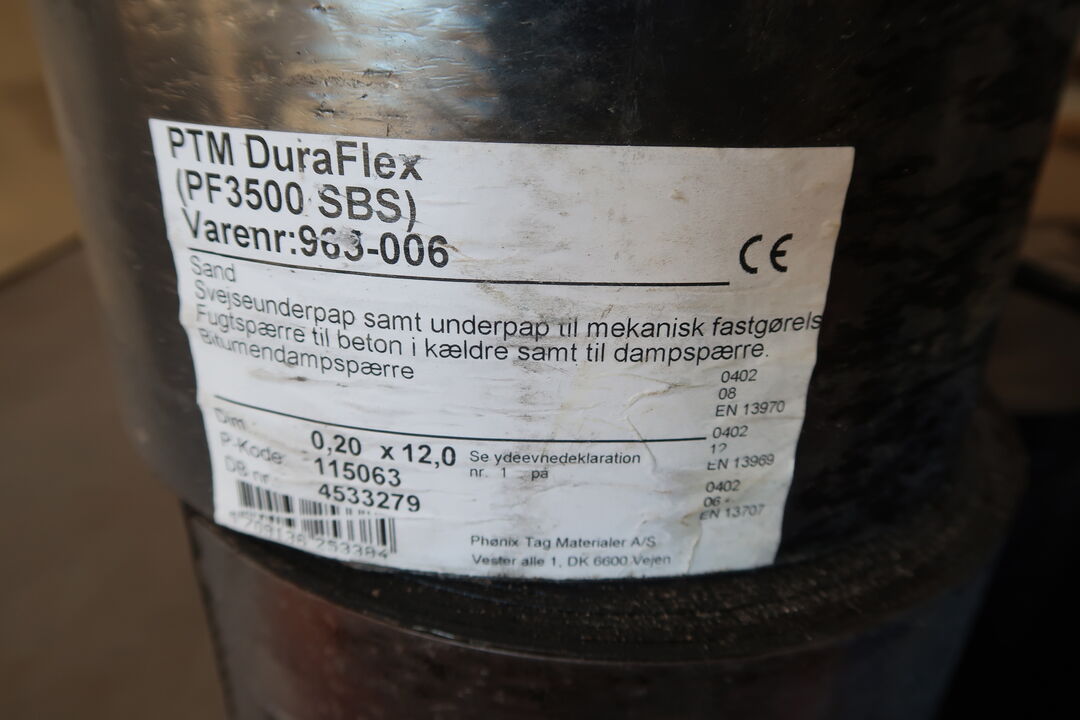 PTM DuraFlex
(PF3500 SBS)
Varenr:963-006
CE
Sand
Svejseunderpap samt underpap til mekanisk fastgørels
Fugtspærre til beton i kældre samt til dampspærre.
Bitumendampspærre
0402
08
EN 13970
0402
12
EN 13969
0402
06
EN 13707
Dim
0,20 x 12,0
P-Kode
115063
DB nr
4533279
Se ydeevnedeklaration
nr. 1 på
Phønix Tag Materialer A/S
Vester alle 1, DK 6600 Vejen